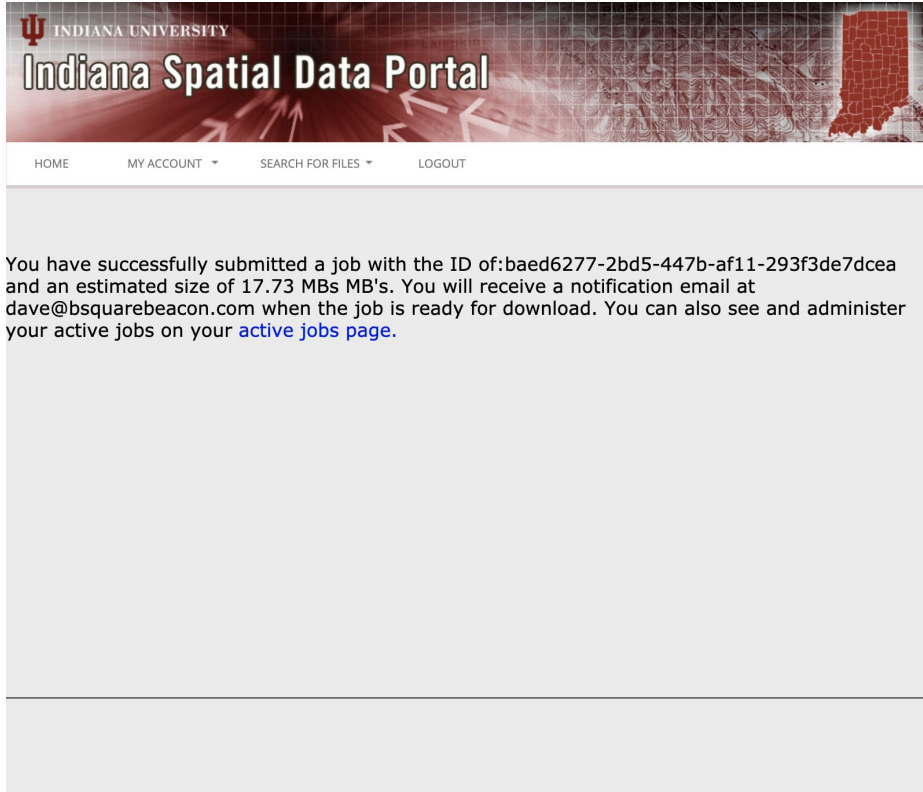 INDIANA UNIVERSITY
Indiana Spatial Data Portal
HOME MY ACCOUNT SEARCH FOR FILES LOGOUT
You have successfully submitted a job with the ID of:baed6277-2bd5-447b-af11-293f3de7dcea
and an estimated size of 17.73 MBs MB's. You will receive a notification email at
dave@bsquarebeacon.com when the job is ready for download. You can also see and administer
your active jobs on your active jobs page.